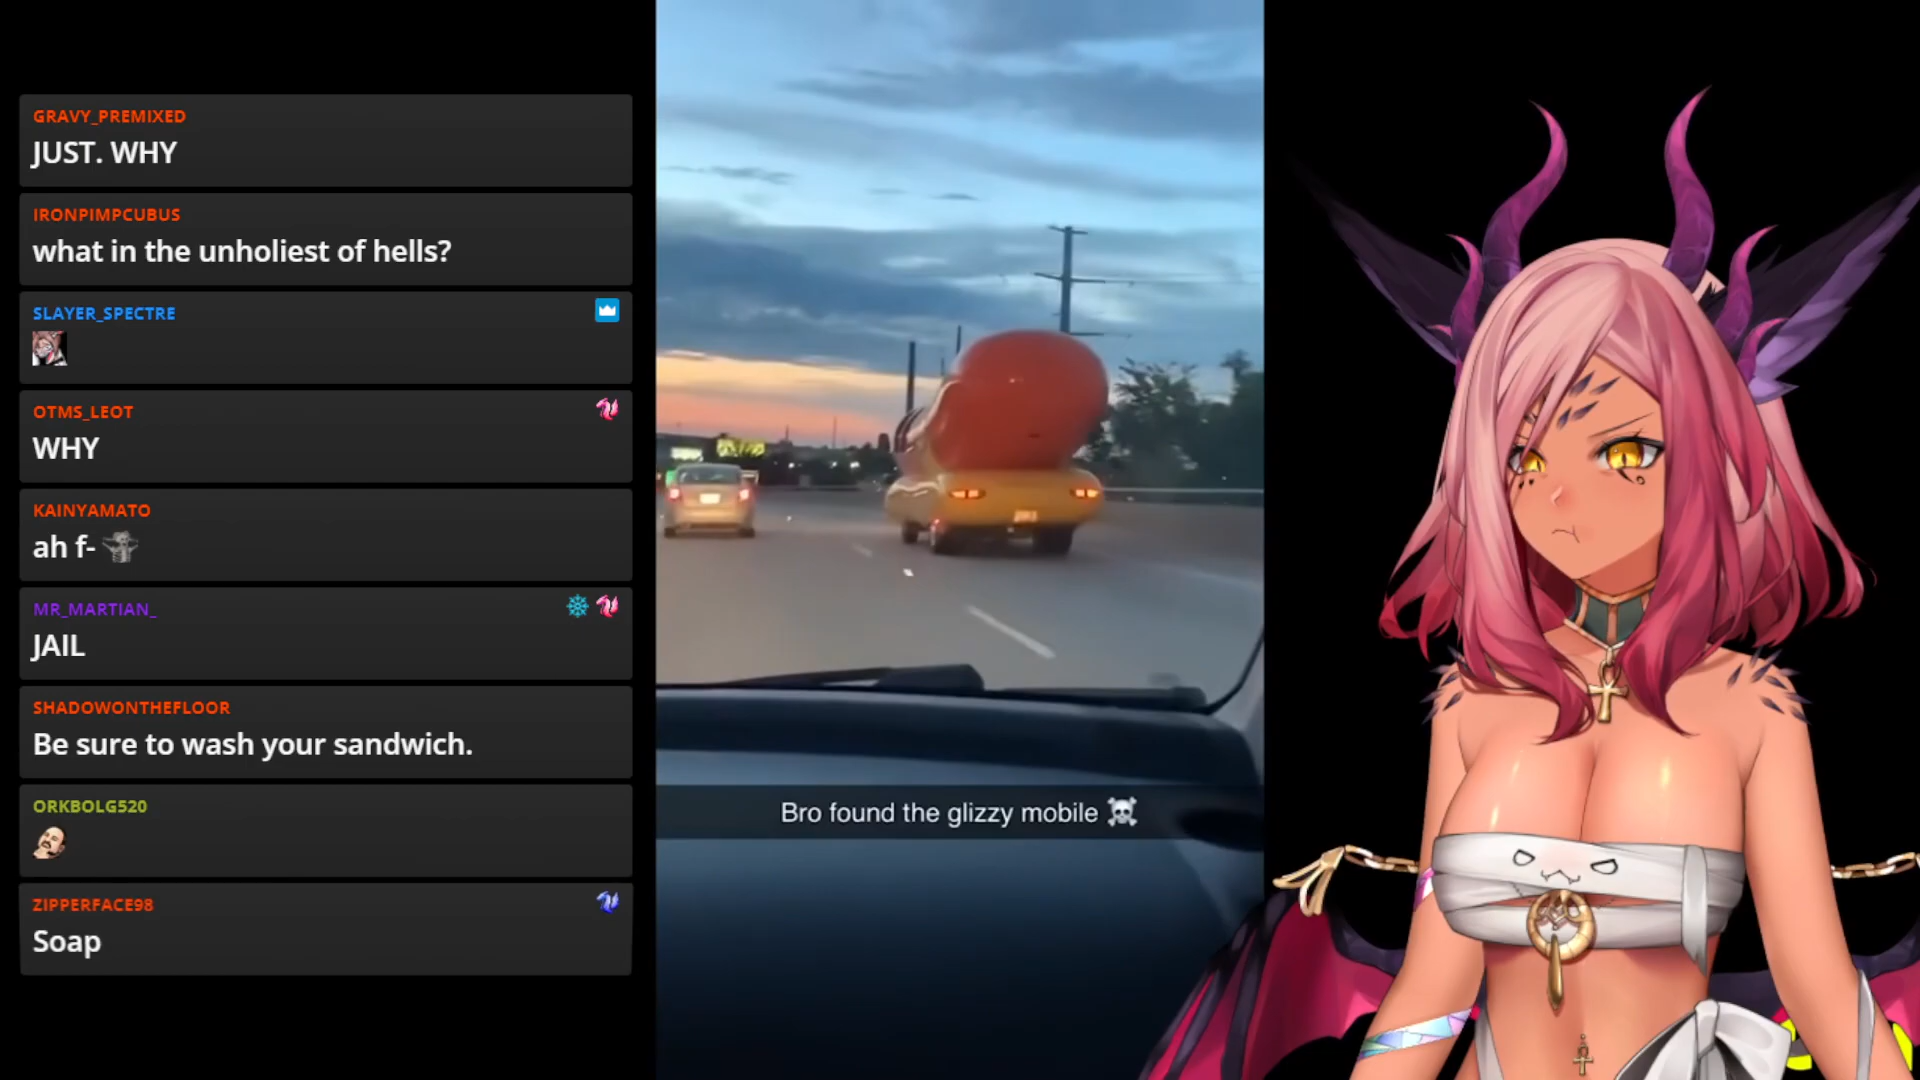 GRAVY_PREMIXED
JUST. WHY
IRONPIMPCUBUS
what in the unholiest of hells?
SLAYER_SPECTRE
OTMS_LEOT
WHY
KAINYAMATO
ah f-
MR_MARTIAN_
JAIL
SHADOWONTHEFLOOR
Be sure to wash your sandwich.
ORKBOLG520
ZIPPERFACE98
Soap
Bro found the glizzy mobile ☠️